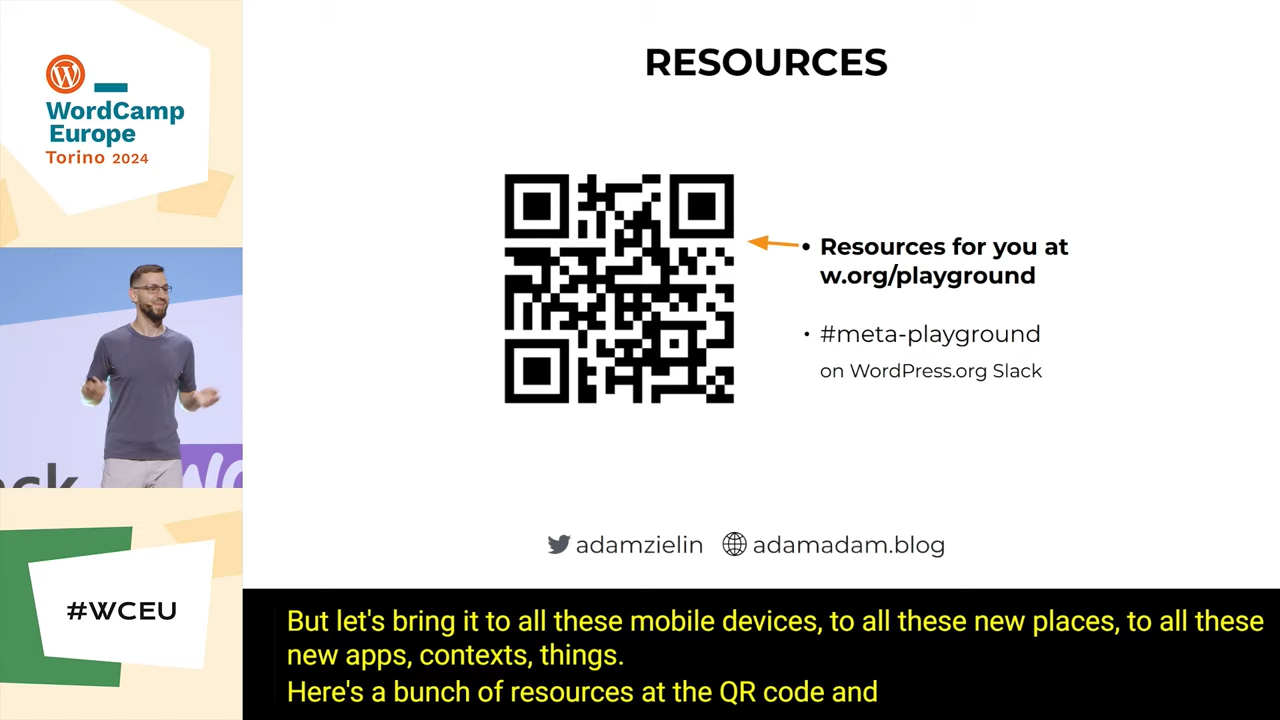 WordCamp
Europe
Torino 2024
#WCEU
RESOURCES
• Resources for you at
w.org/playground
• #meta-playground
on WordPress.org Slack
adamzielin
adamadam.blog
But let's bring it to all these mobile devices, to all these new places, to all these
new apps, contexts, things.
Here's a bunch of resources at the QR code and